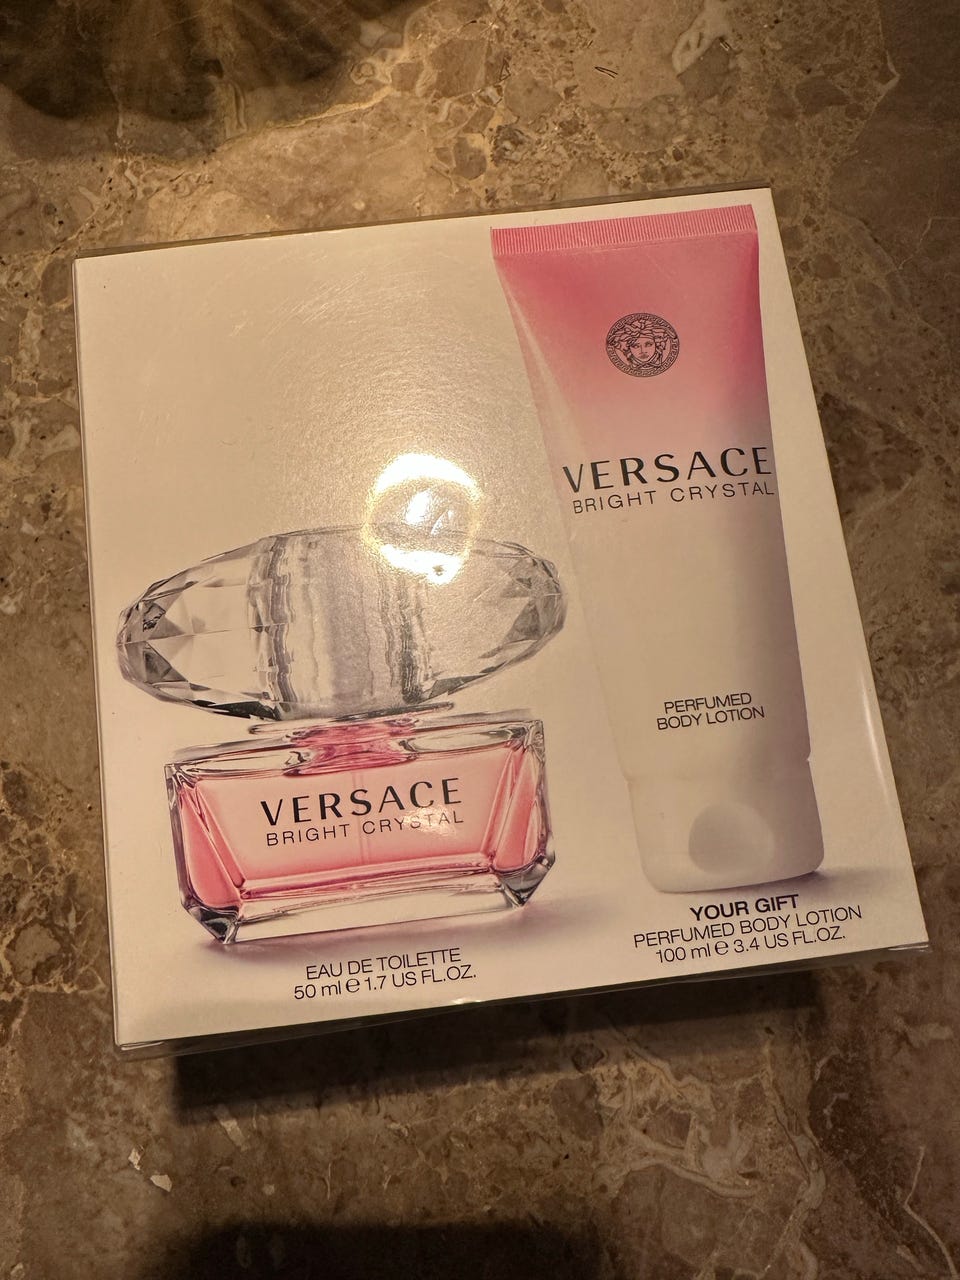 VERSACE
BRIGHT CRYSTAL
PERFUMED
BODY LOTION
VERSACE
BRIGHT CRYSTAL
EAU DE TOILETTE
50 ml e 1.7 US FL.OZ.
YOUR GIFT
PERFUMED BODY LOTION
100 ml e 3.4 US FL.OZ.